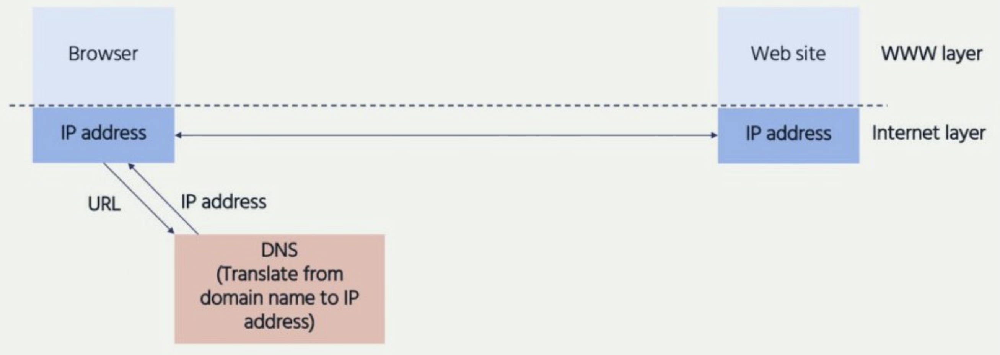 Browser
Web site
WWW layer
IP address
IP address
Internet layer
URL
IP address
DNS
(Translate from
domain name to IP
address)